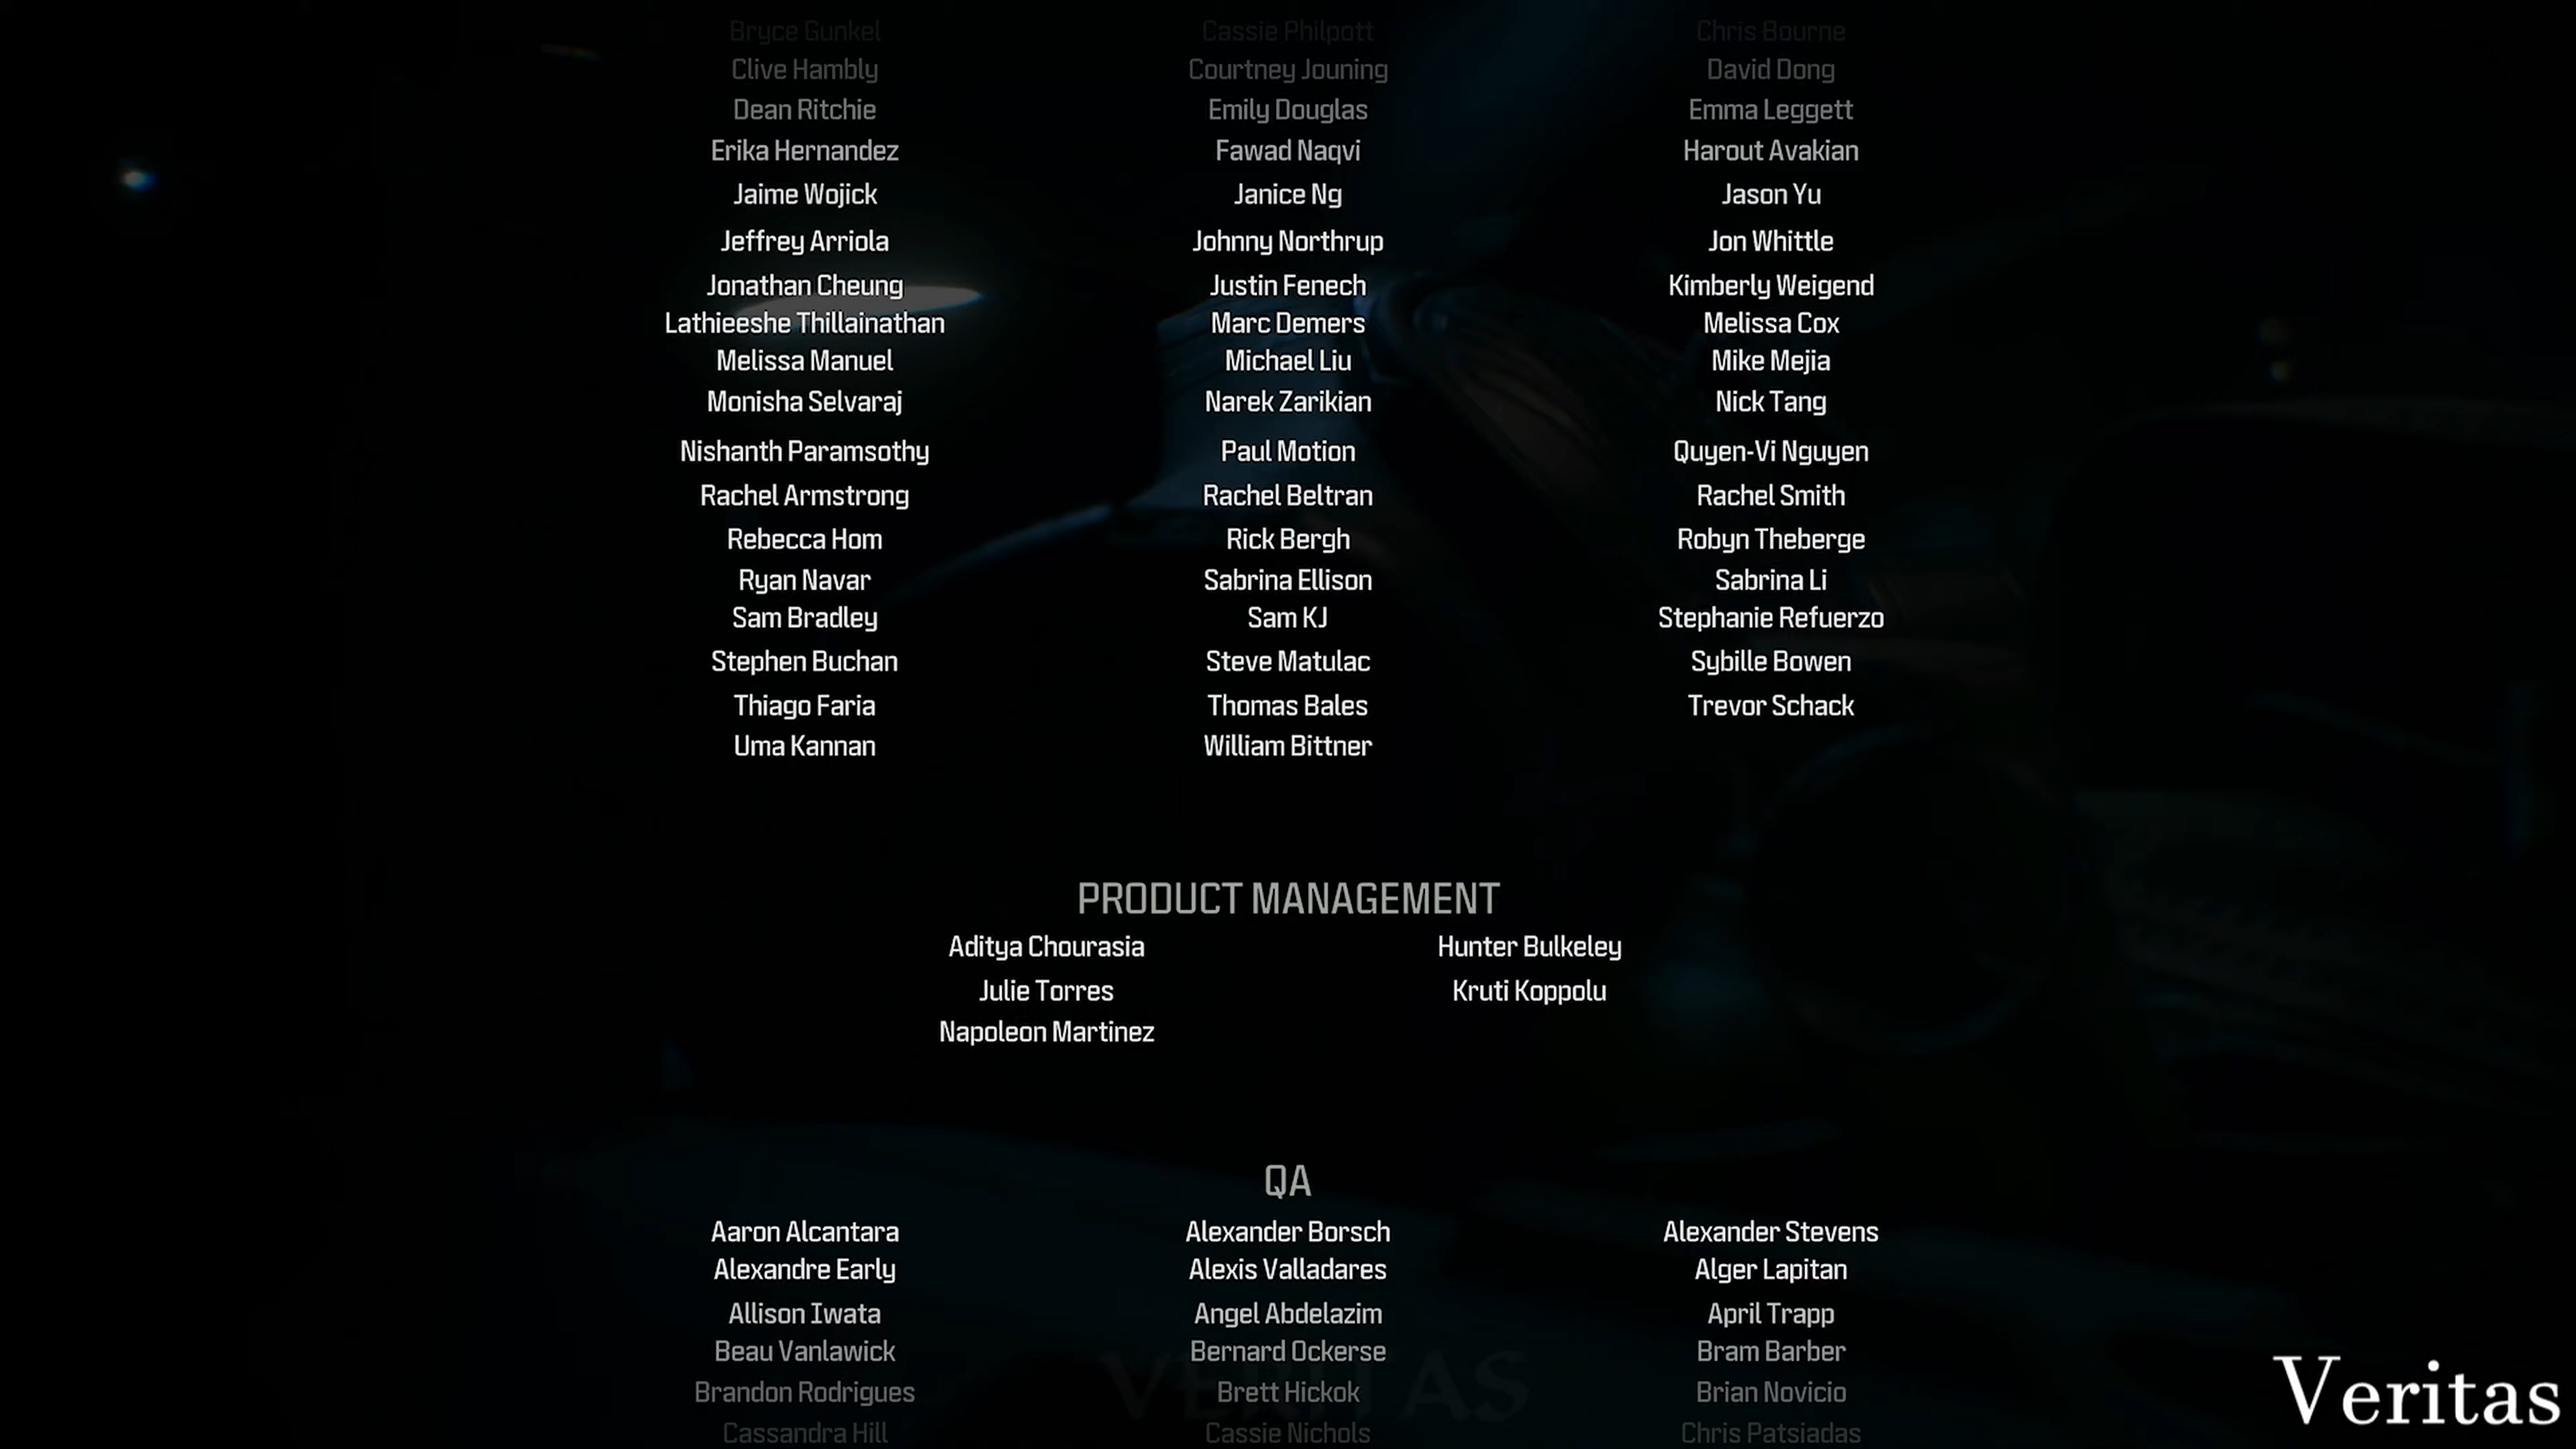 Bryce Gunkel Cassie Philpott Chris Bourne
Clive Hambly Courtney Jouning David Dong
Dean Ritchie Emily Douglas Emma Leggett
Erika Hernandez Fawad Naqvi Harout Avakian
Jaime Wojick Janice Ng Jason Yu
Jeffrey Arriola Johnny Northrup Jon Whittle
Jonathan Cheung Justin Fenech Kimberly Weigend
Lathieeshe Thillainathan Marc Demers Melissa Cox
Melissa Manuel Michael Liu Mike Mejia
Monisha Selvaraj Narek Zarikian Nick Tang
Nishanth Paramsothy Paul Motion Quyen-Vi Nguyen
Rachel Armstrong Rachel Beltran Rachel Smith
Rebecca Hom Rick Bergh Robyn Theberge
Ryan Navar Sabrina Ellison Sabrina Li
Sam Bradley Sam KJ Stephanie Refuerzo
Stephen Buchan Steve Matulac Sybille Bowen
Thiago Faria Thomas Bales Trevor Schack
Uma Kannan William Bittner
PRODUCT MANAGEMENT
Aditya Chourasia Hunter Bulkeley
Julie Torres Kruti Koppolu
Napoleon Martinez
QA
Aaron Alcantara Alexander Borsch Alexander Stevens
Alexandre Early Alexis Valladares Alger Lapitan
Allison Iwata Angel Abdelazim April Trapp
Beau Vanlawick Bernard Ockerse Bram Barber
Brandon Rodrigues Brett Hickok Brian Novicio
VERITAS
Cassandra Hill Cassie Nichols Chris Patsiadas
Veritas